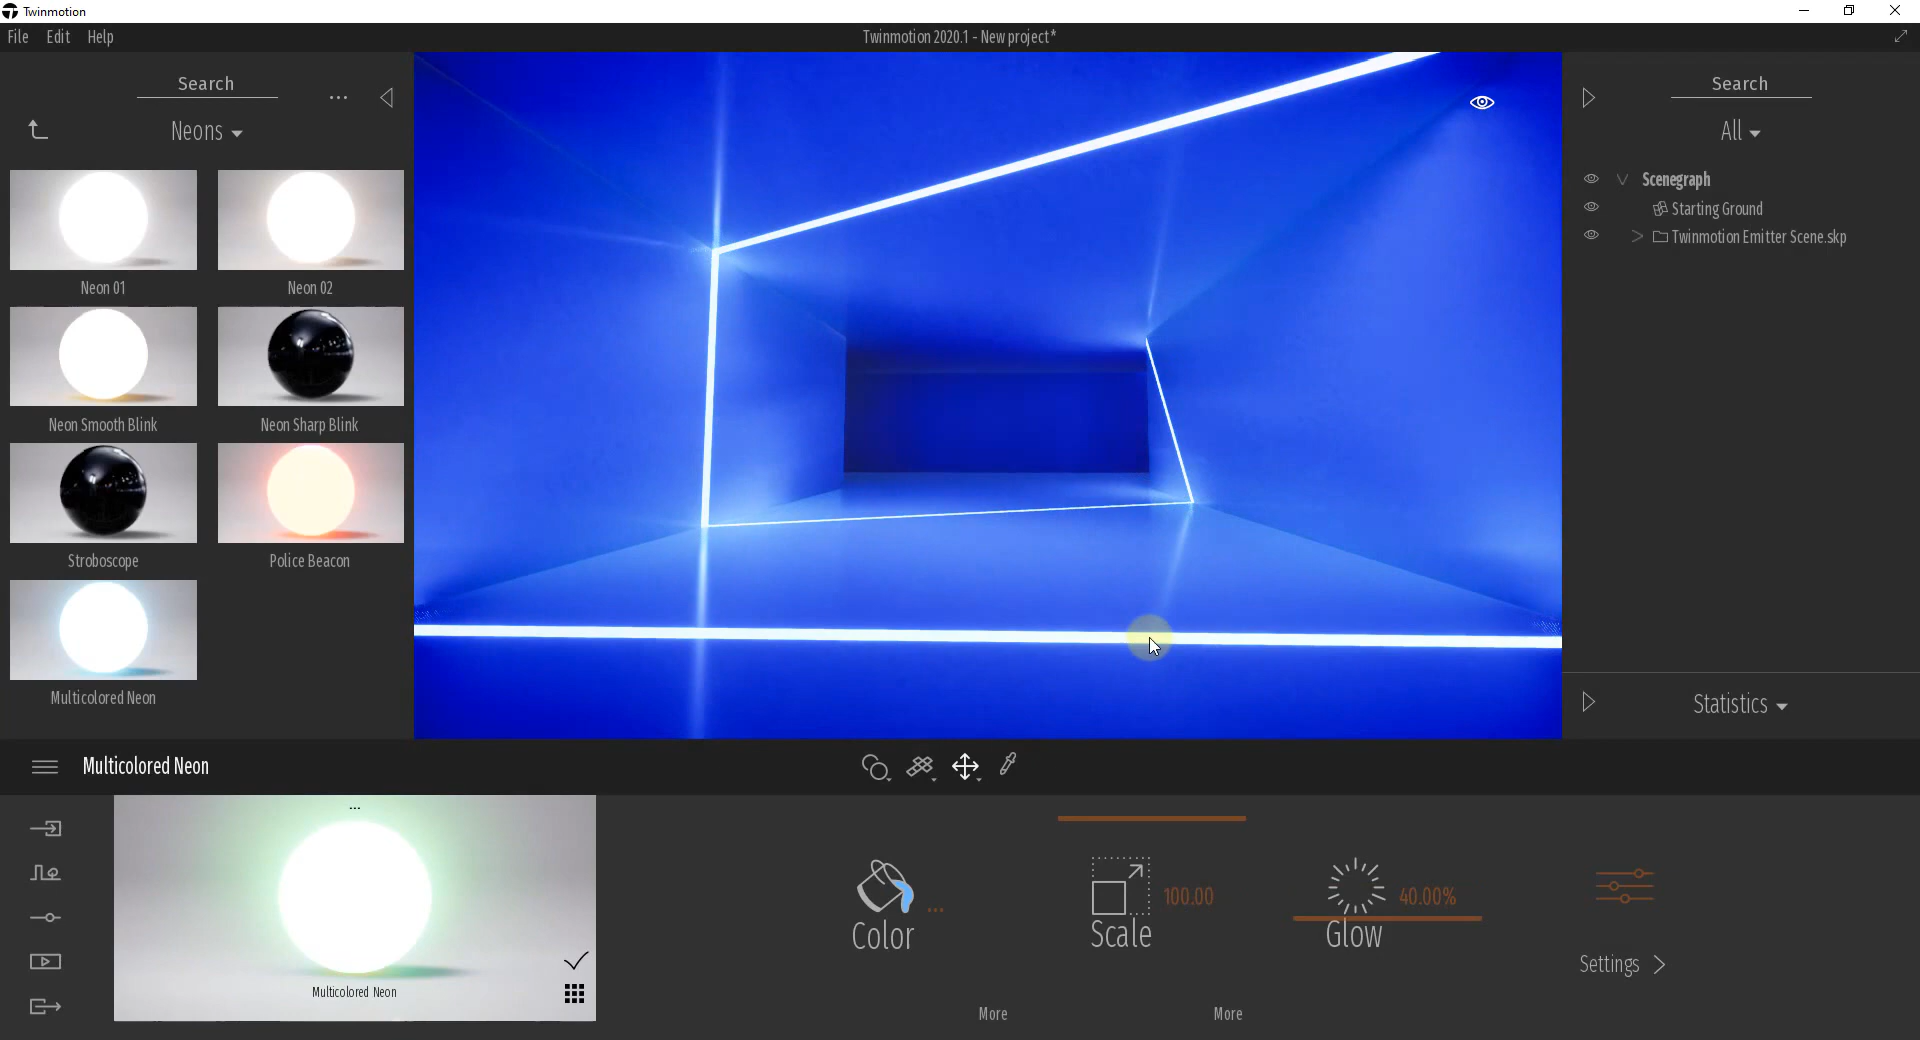 Twinmotion
File Edit Help
Twinmotion 2020.1 - New project*
Search
...
Neons
Neon 01
Neon 02
Neon Smooth Blink
Neon Sharp Blink
Stroboscope
Police Beacon
Multicolored Neon
Search
All
Scenegraph
Starting Ground
Twinmotion Emitter Scene.skp
Statistics
Multicolored Neon
...
Multicolored Neon
Color
...
More
Scale
100.00
More
Glow
40.00%
Settings